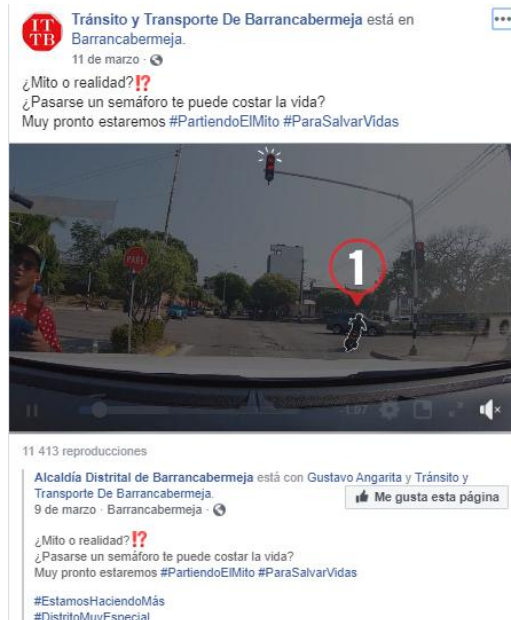 IT
TB
Tránsito y Transporte De Barrancabermeja está en
Barrancabermeja.
11 de marzo ·
¿Mito o realidad?⁉️
¿Pasarse un semáforo te puede costar la vida?
Muy pronto estaremos #PartiendoElMito #ParaSalvarVidas
PARE
1
-1:07
11 413 reproducciones
Alcaldía Distrital de Barrancabermeja está con Gustavo Angarita y Tránsito y
Transporte De Barrancabermeja.
Me gusta esta página
9 de marzo · Barrancabermeja ·
¿Mito o realidad?⁉️
¿Pasarse un semáforo te puede costar la vida?
Muy pronto estaremos #PartiendoElMito #ParaSalvarVidas
#EstamosHaciendoMás
#DistritoMuyEspecial